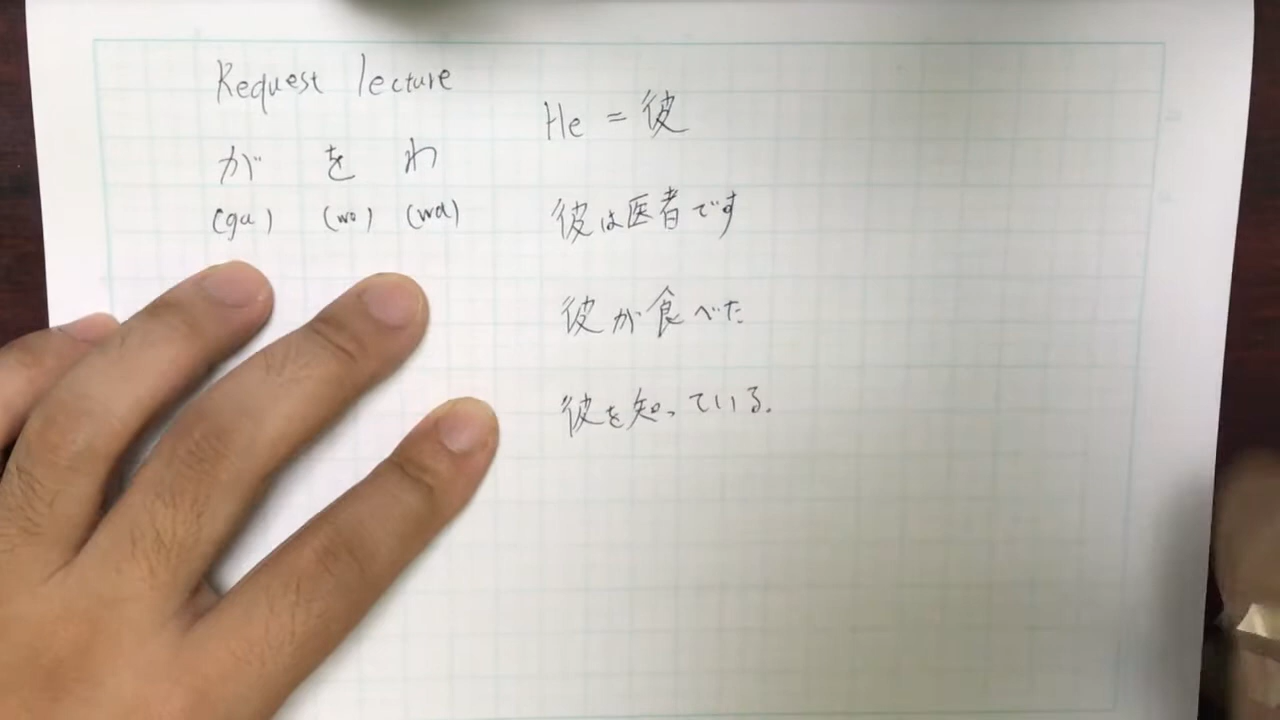 Request lecture
が を わ
(ga) (wo) (wa)
He = 彼
彼は医者です
彼が食べた
彼を知っている.